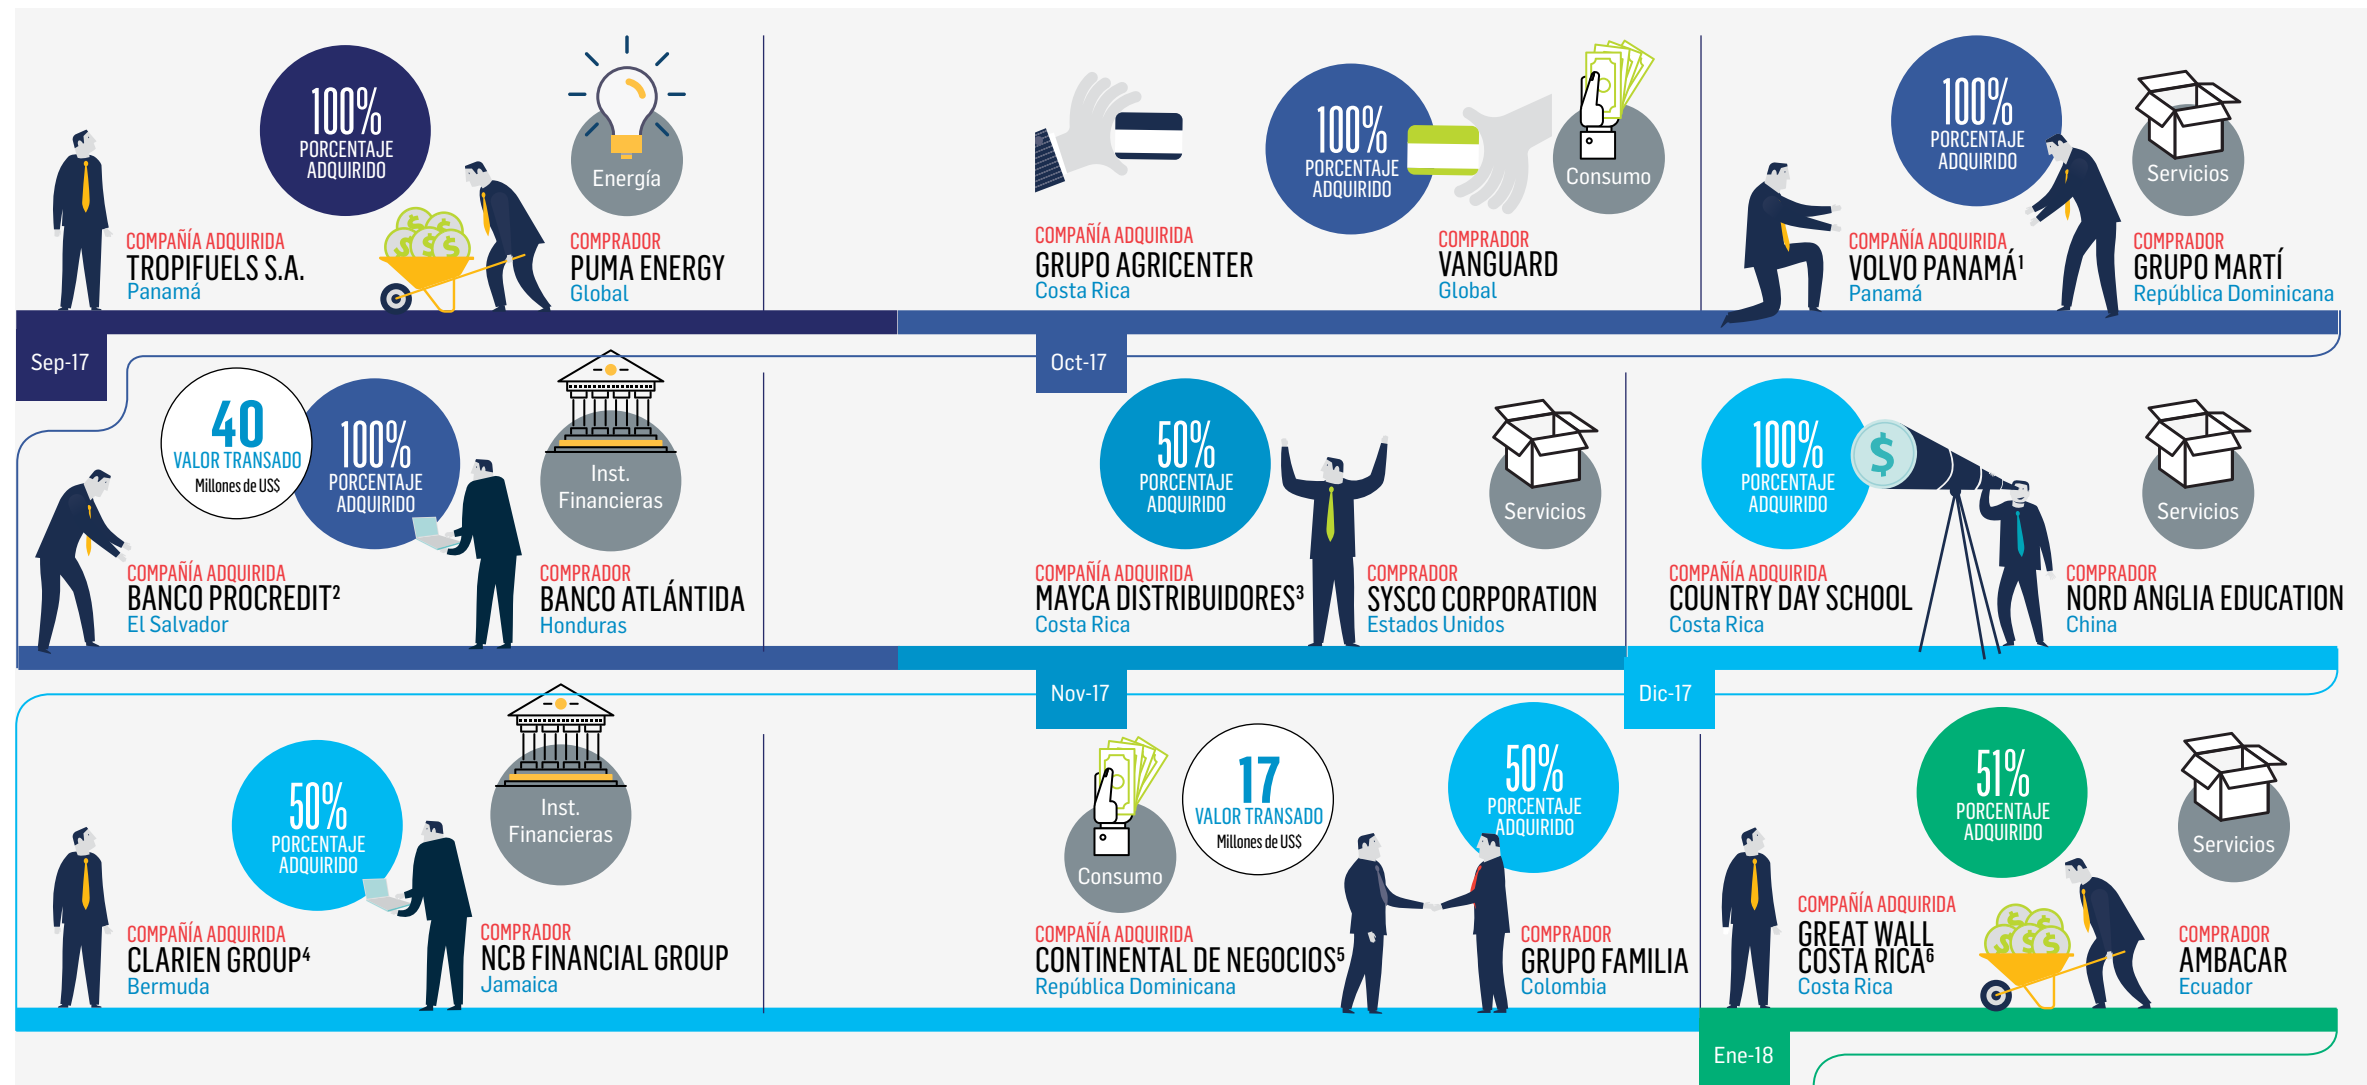 100%
PORCENTAJE
ADQUIRIDO
Energía
COMPAÑÍA ADQUIRIDA
TROPIFUELS S.A.
Panamá
COMPRADOR
PUMA ENERGY
Global
100%
PORCENTAJE
ADQUIRIDO
Consumo
COMPAÑÍA ADQUIRIDA
GRUPO AGRICENTER
Costa Rica
COMPRADOR
VANGUARD
Global
100%
PORCENTAJE
ADQUIRIDO
Servicios
COMPAÑÍA ADQUIRIDA
VOLVO PANAMÁ¹
Panamá
COMPRADOR
GRUPO MARTÍ
República Dominicana
Sep-17
Oct-17
40
VALOR TRANSADO
Millones de US$
100%
PORCENTAJE
ADQUIRIDO
Inst.
Financieras
COMPAÑÍA ADQUIRIDA
BANCO PROCREDIT²
El Salvador
COMPRADOR
BANCO ATLÁNTIDA
Honduras
50%
PORCENTAJE
ADQUIRIDO
Servicios
COMPAÑÍA ADQUIRIDA
MAYCA DISTRIBUIDORES³
Costa Rica
COMPRADOR
SYSCO CORPORATION
Estados Unidos
100%
PORCENTAJE
ADQUIRIDO
$
Servicios
COMPAÑÍA ADQUIRIDA
COUNTRY DAY SCHOOL
Costa Rica
COMPRADOR
NORD ANGLIA EDUCATION
China
Nov-17
Dic-17
50%
PORCENTAJE
ADQUIRIDO
Inst.
Financieras
COMPAÑÍA ADQUIRIDA
CLARIEN GROUP⁴
Bermuda
COMPRADOR
NCB FINANCIAL GROUP
Jamaica
Consumo
17
VALOR TRANSADO
Millones de US$
50%
PORCENTAJE
ADQUIRIDO
COMPAÑÍA ADQUIRIDA
CONTINENTAL DE NEGOCIOS⁵
República Dominicana
COMPRADOR
GRUPO FAMILIA
Colombia
51%
PORCENTAJE
ADQUIRIDO
Servicios
COMPAÑÍA ADQUIRIDA
GREAT WALL
COSTA RICA⁶
Costa Rica
COMPRADOR
AMBACAR
Ecuador
Ene-18